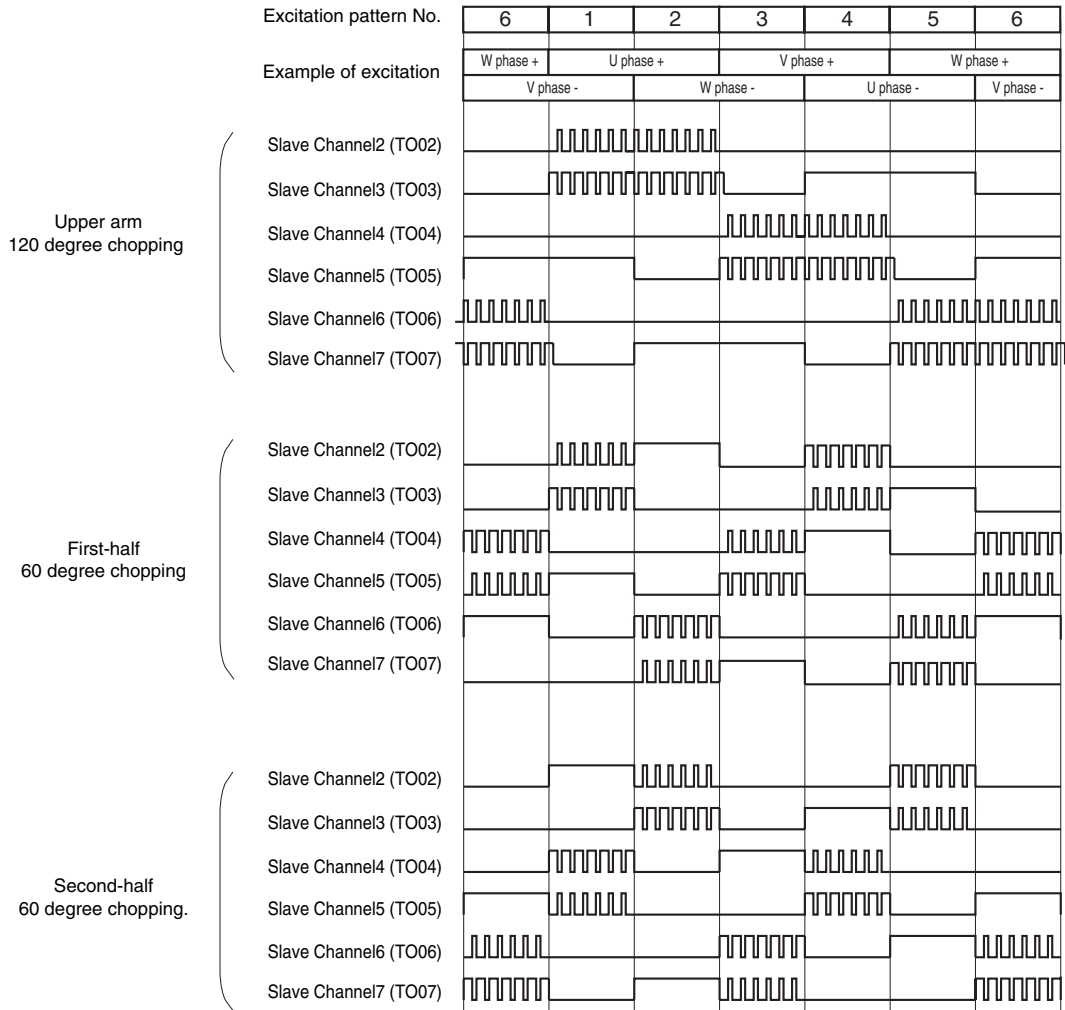 Excitation pattern No. 6 1 2 3 4 5 6
Example of excitation
W phase + U phase + V phase + W phase +
V phase - W phase - U phase - V phase -
Upper arm
120 degree chopping
Slave Channel2 (TO02)
Slave Channel3 (TO03)
Slave Channel4 (TO04)
Slave Channel5 (TO05)
Slave Channel6 (TO06)
Slave Channel7 (TO07)
First-half
60 degree chopping
Slave Channel2 (TO02)
Slave Channel3 (TO03)
Slave Channel4 (TO04)
Slave Channel5 (TO05)
Slave Channel6 (TO06)
Slave Channel7 (TO07)
Second-half
60 degree chopping.
Slave Channel2 (TO02)
Slave Channel3 (TO03)
Slave Channel4 (TO04)
Slave Channel5 (TO05)
Slave Channel6 (TO06)
Slave Channel7 (TO07)